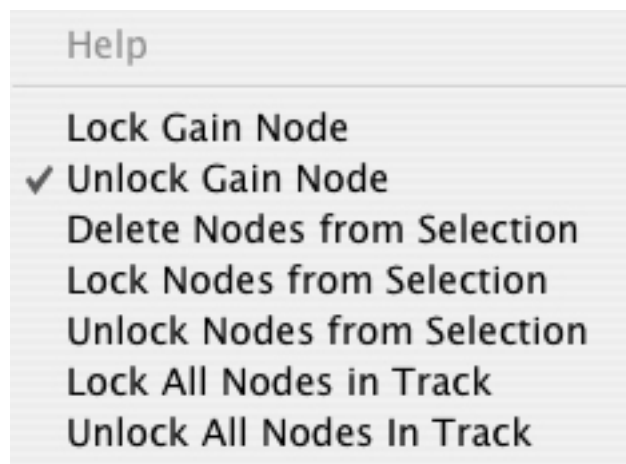 Help
Lock Gain Node
Unlock Gain Node
Delete Nodes from Selection
Lock Nodes from Selection
Unlock Nodes from Selection
Lock All Nodes in Track
Unlock All Nodes In Track